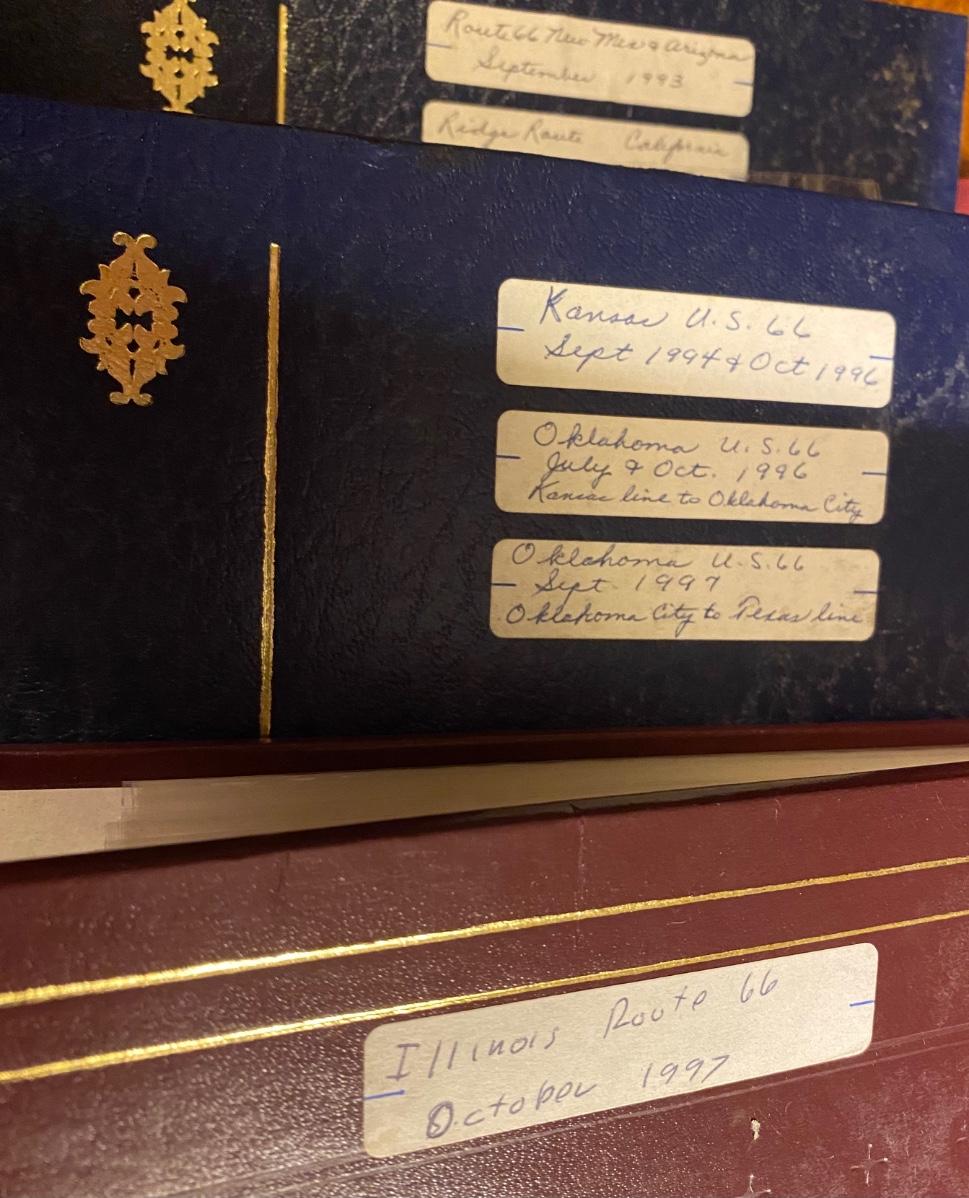 Route 66 New Mex & Arizona
September 1993
Ridge Route California
Kansas U.S. 66
Sept 1994 & Oct 1996
Oklahoma U.S. 66
July & Oct. 1996
Kansas line to Oklahoma City
Oklahoma U.S. 66
Sept 1997
Oklahoma City to Texas line
Illinois Route 66
October 1997